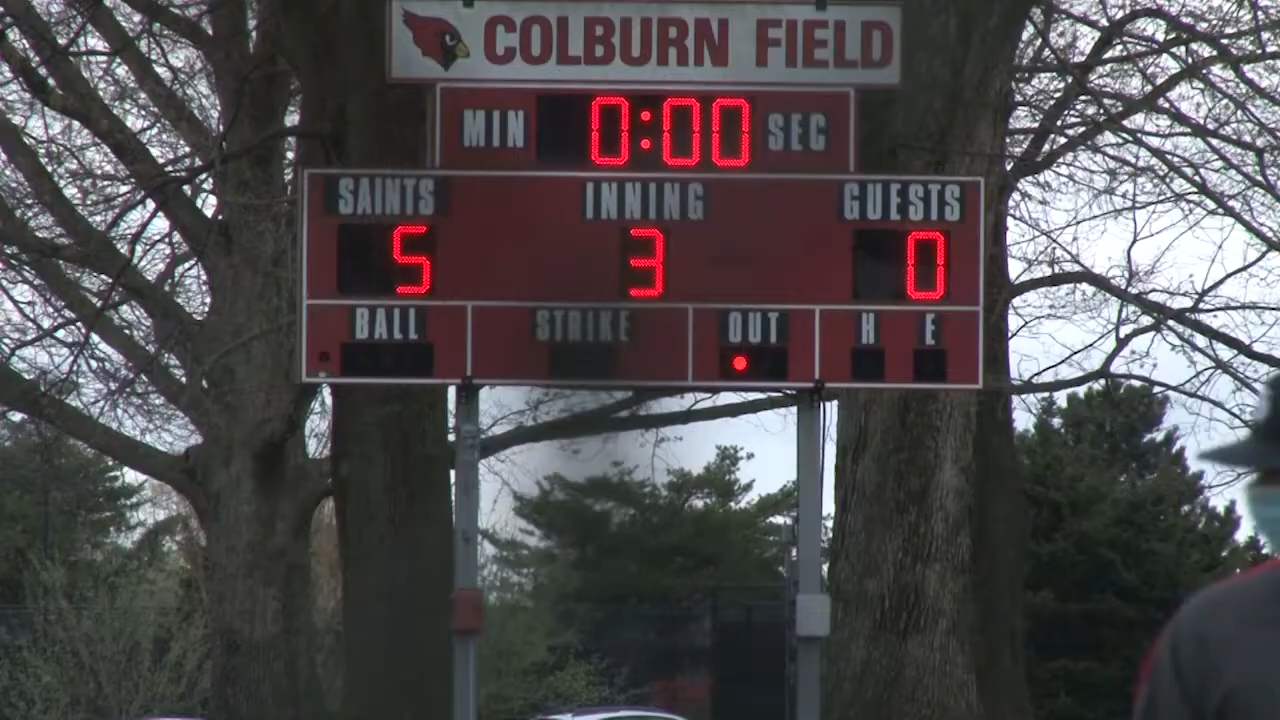 COLBURN FIELD
MIN 0:00 SEC
SAINTS INNING GUESTS
5 3 0
BALL STRIKE OUT H E